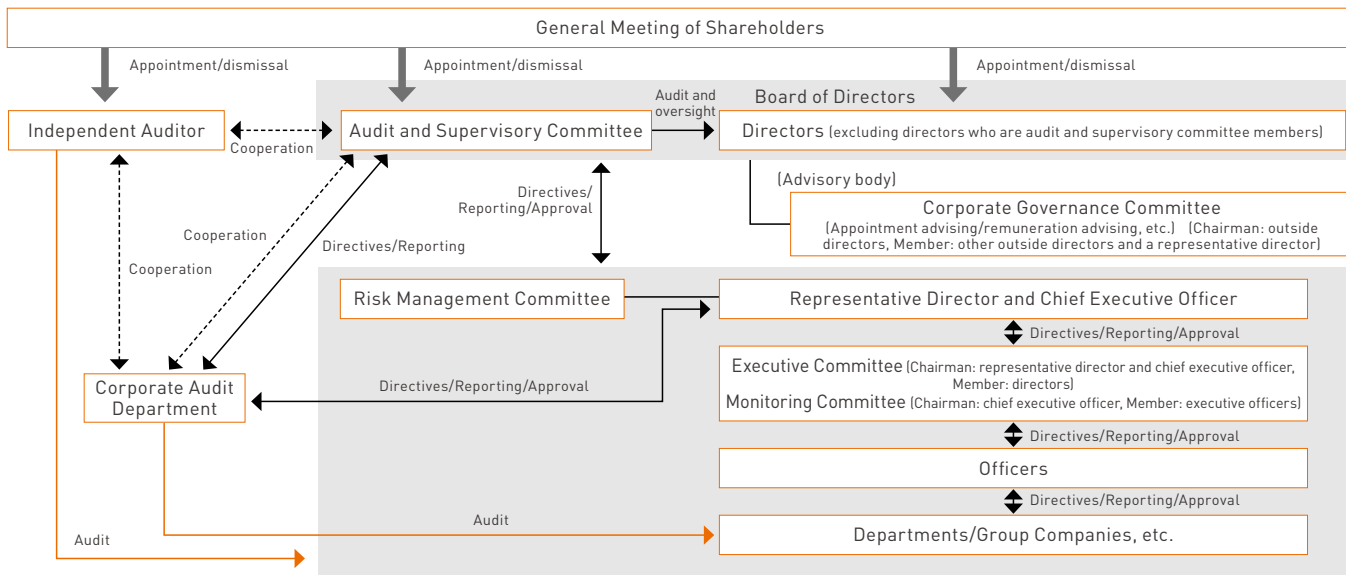 General Meeting of Shareholders
Appointment/dismissal
Appointment/dismissal
Appointment/dismissal
Board of Directors
Audit and
oversight
Independent Auditor
Cooperation
Audit and Supervisory Committee
Directors (excluding directors who are audit and supervisory committee members)
(Advisory body)
Corporate Governance Committee
(Appointment advising/remuneration advising, etc.) (Chairman: outside
directors, Member: other outside directors and a representative director)
Directives/
Reporting/Approval
Cooperation
Directives/Reporting
Cooperation
Risk Management Committee
Representative Director and Chief Executive Officer
Directives/Reporting/Approval
Executive Committee (Chairman: representative director and chief executive officer,
Member: directors)
Monitoring Committee (Chairman: chief executive officer, Member: executive officers)
Corporate Audit
Department
Directives/Reporting/Approval
Directives/Reporting/Approval
Officers
Directives/Reporting/Approval
Audit
Departments/Group Companies, etc.
Audit